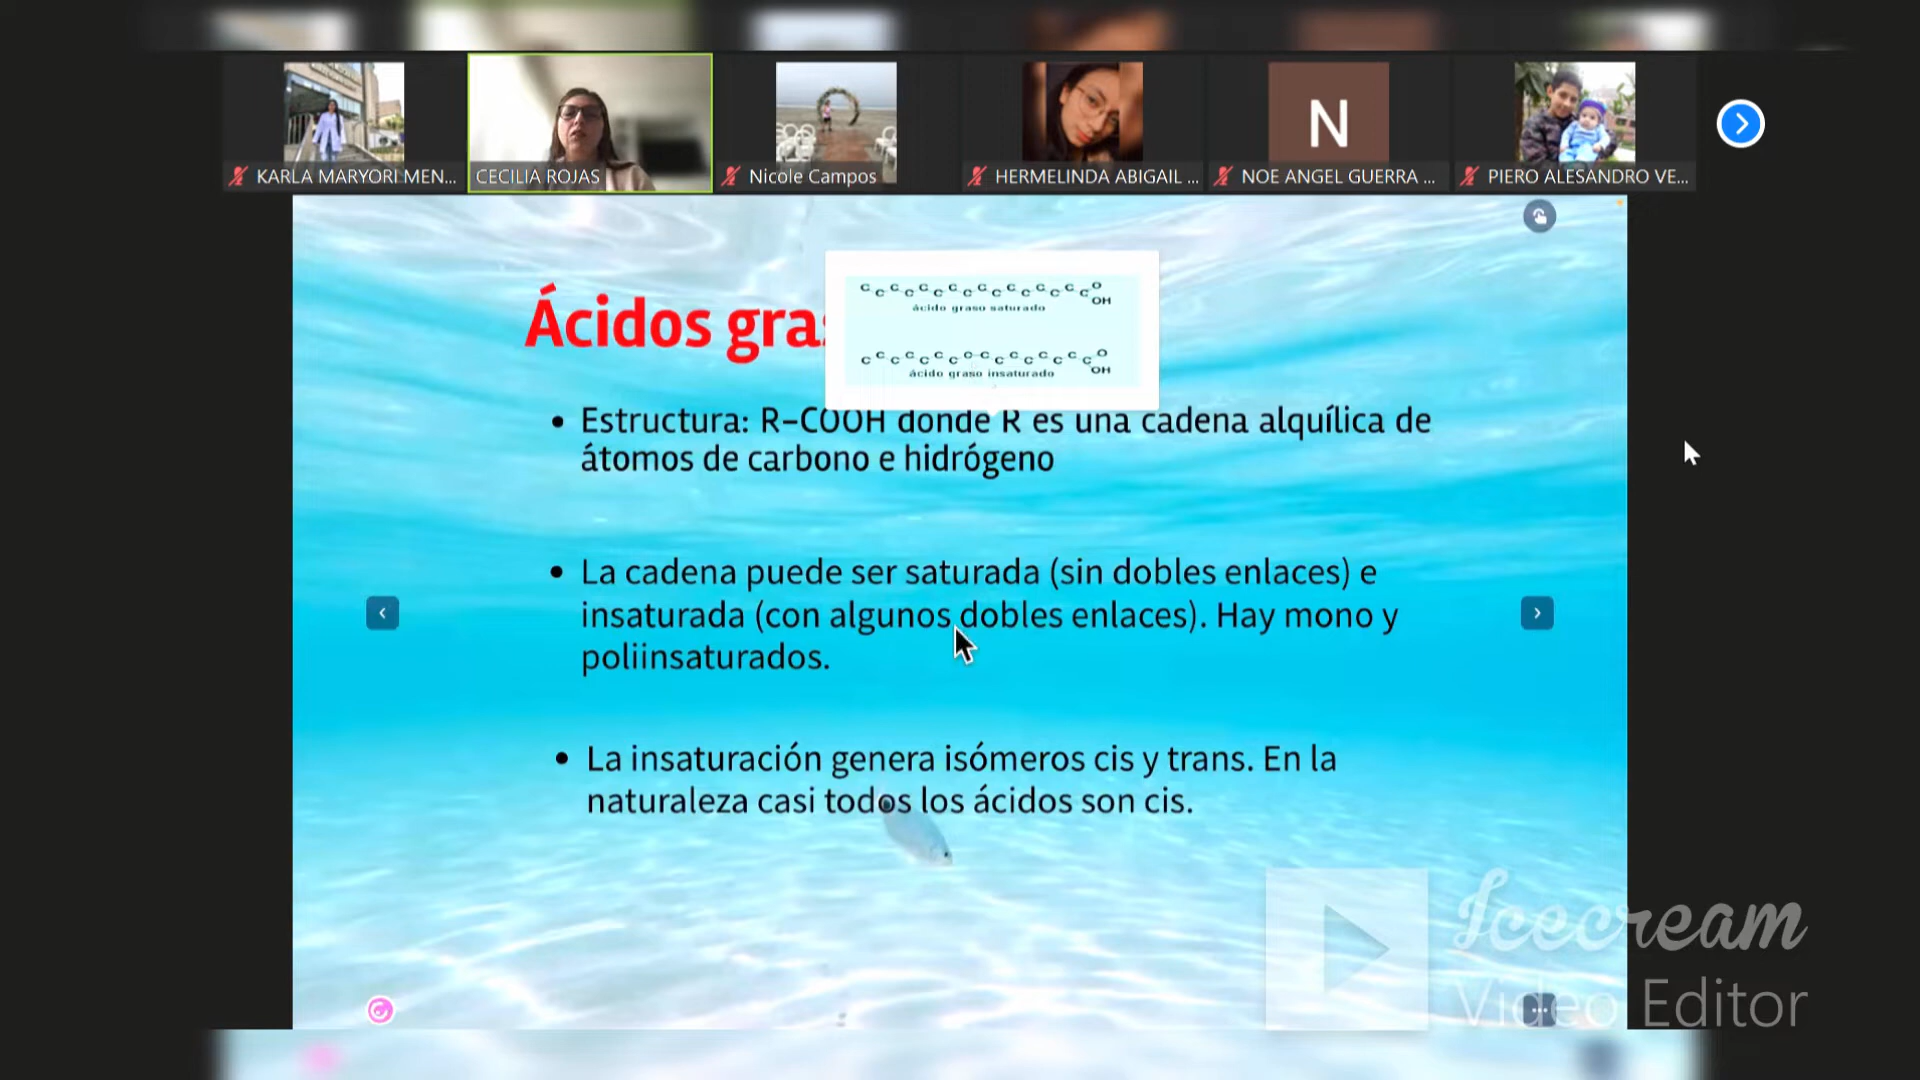 KARLA MARYORI MEN...
CECILIA ROJAS
Nicole Campos
HERMELINDA ABIGAIL ...
N
NOE ANGEL GUERRA ...
PIERO ALESANDRO VE...
C C C C C C C C C C C C C C C C O
OH
ácido graso saturado
C C C C C C C C C C C C C C C C O
OH
ácido graso insaturado
Ácidos gra
• Estructura: R–COOH donde R es una cadena alquílica de
átomos de carbono e hidrógeno
• La cadena puede ser saturada (sin dobles enlaces) e
insaturada (con algunos dobles enlaces). Hay mono y
poliinsaturados.
• La insaturación genera isómeros cis y trans. En la
naturaleza casi todos los ácidos son cis.
Icecream
Video Editor